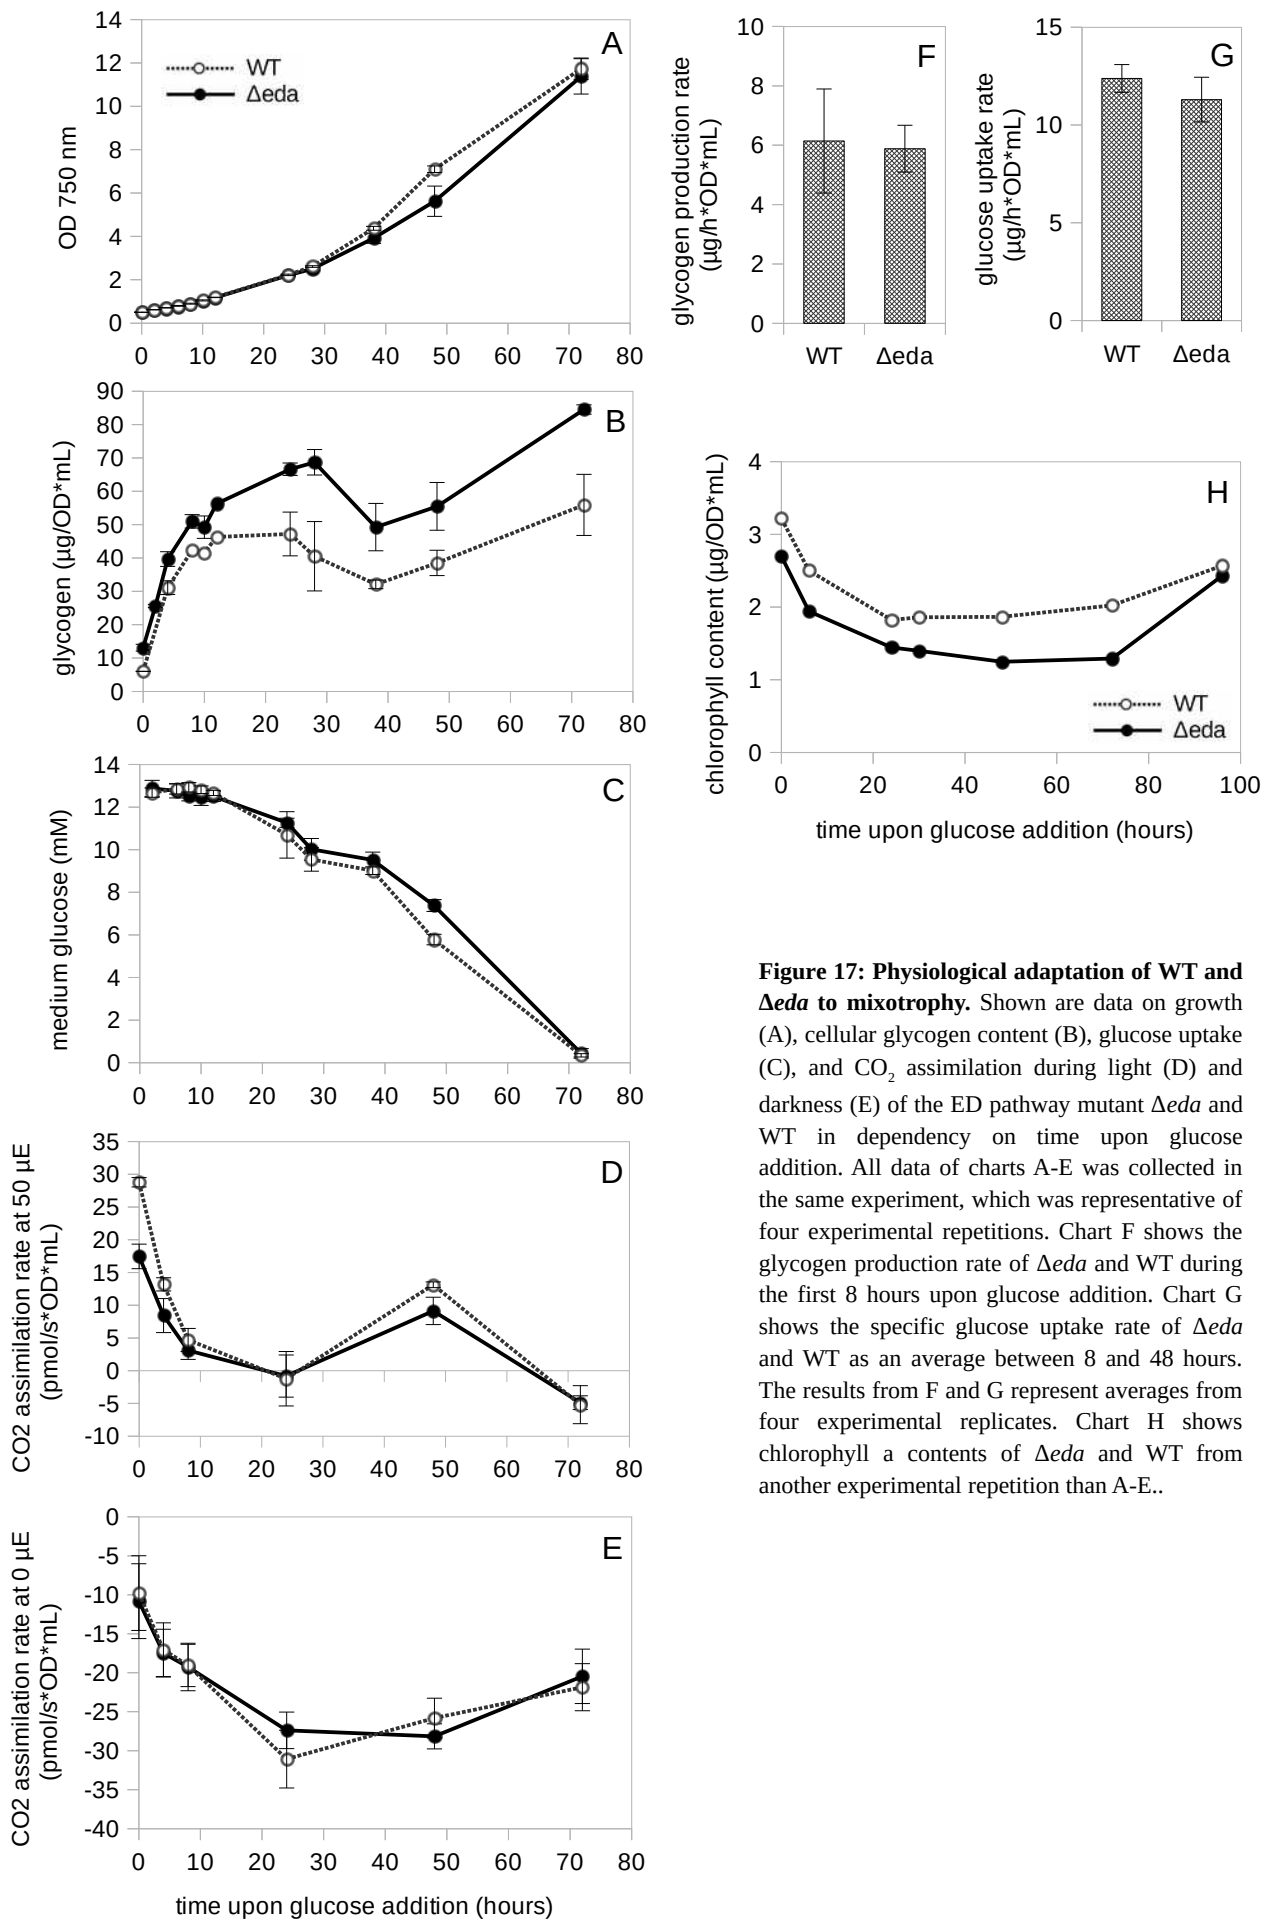 A
OD 750 nm
14
12
10
8
6
4
2
0
WT
Δeda
0 10 20 30 40 50 60 70 80
B
glycogen (µg/OD*mL)
90
80
70
60
50
40
30
20
10
0
0 10 20 30 40 50 60 70 80
C
medium glucose (mM)
14
12
10
8
6
4
2
0
0 10 20 30 40 50 60 70 80
D
CO2 assimilation rate at 50 µE
(pmol/s*OD*mL)
35
30
25
20
15
10
5
0
-5
-10
0 10 20 30 40 50 60 70 80
E
CO2 assimilation rate at 0 µE
(pmol/s*OD*mL)
0
-5
-10
-15
-20
-25
-30
-35
-40
0 10 20 30 40 50 60 70 80
time upon glucose addition (hours)
F
glycogen production rate
(µg/h*OD*mL)
10
8
6
4
2
0
WT Δeda
G
glucose uptake rate
(µg/h*OD*mL)
15
10
5
0
WT Δeda
H
chlorophyll content (µg/OD*mL)
4
3
2
1
0
WT
Δeda
0 20 40 60 80 100
time upon glucose addition (hours)
Figure 17: Physiological adaptation of WT and
Δeda to mixotrophy. Shown are data on growth
(A), cellular glycogen content (B), glucose uptake
(C), and CO2 assimilation during light (D) and
darkness (E) of the ED pathway mutant Δeda and
WT in dependency on time upon glucose
addition. All data of charts A-E was collected in
the same experiment, which was representative of
four experimental repetitions. Chart F shows the
glycogen production rate of Δeda and WT during
the first 8 hours upon glucose addition. Chart G
shows the specific glucose uptake rate of Δeda
and WT as an average between 8 and 48 hours.
The results from F and G represent averages from
four experimental replicates. Chart H shows
chlorophyll a contents of Δeda and WT from
another experimental repetition than A-E..